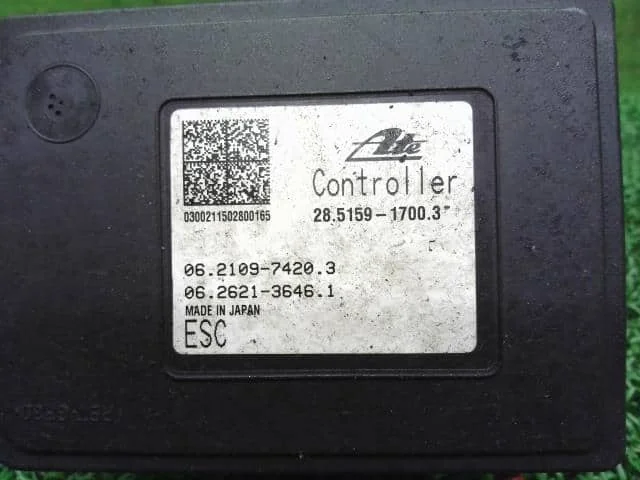 Ate
Controller
0300211502800165
28.5159-1700.3
06.2109-7420.3
06.2621-3646.1
MADE IN JAPAN
ESC